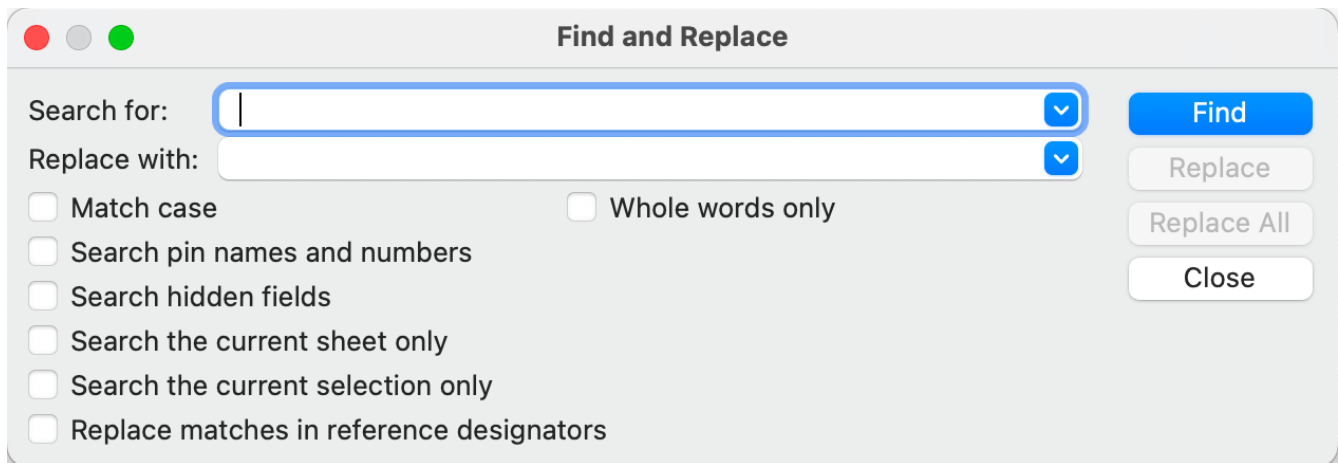 Find and Replace
Search for:
Find
Replace with:
Replace
Match case
Whole words only
Replace All
Search pin names and numbers
Close
Search hidden fields
Search the current sheet only
Search the current selection only
Replace matches in reference designators